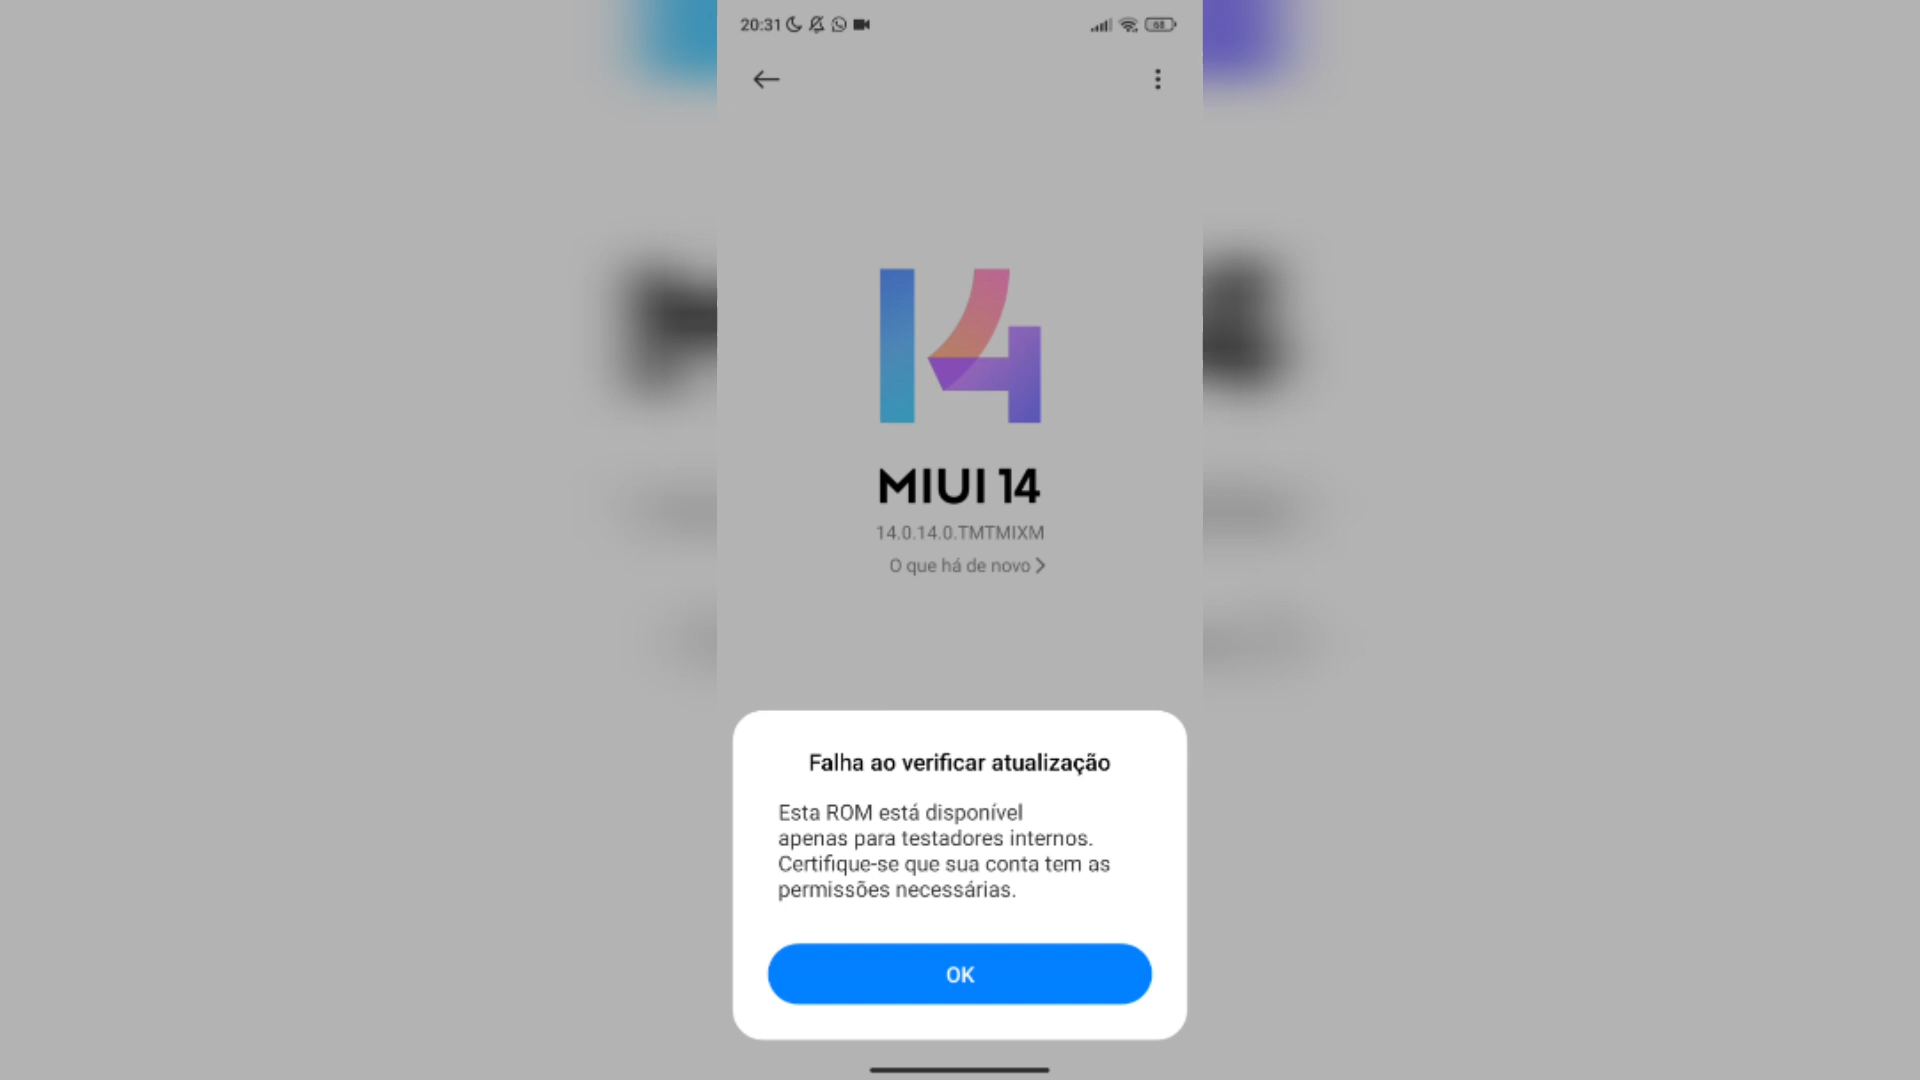 20:31
68
MIUI 14
14.0.14.0.TMTMIXM
O que há de novo
Falha ao verificar atualização
Esta ROM está disponível
apenas para testadores internos.
Certifique-se que sua conta tem as
permissões necessárias.
OK